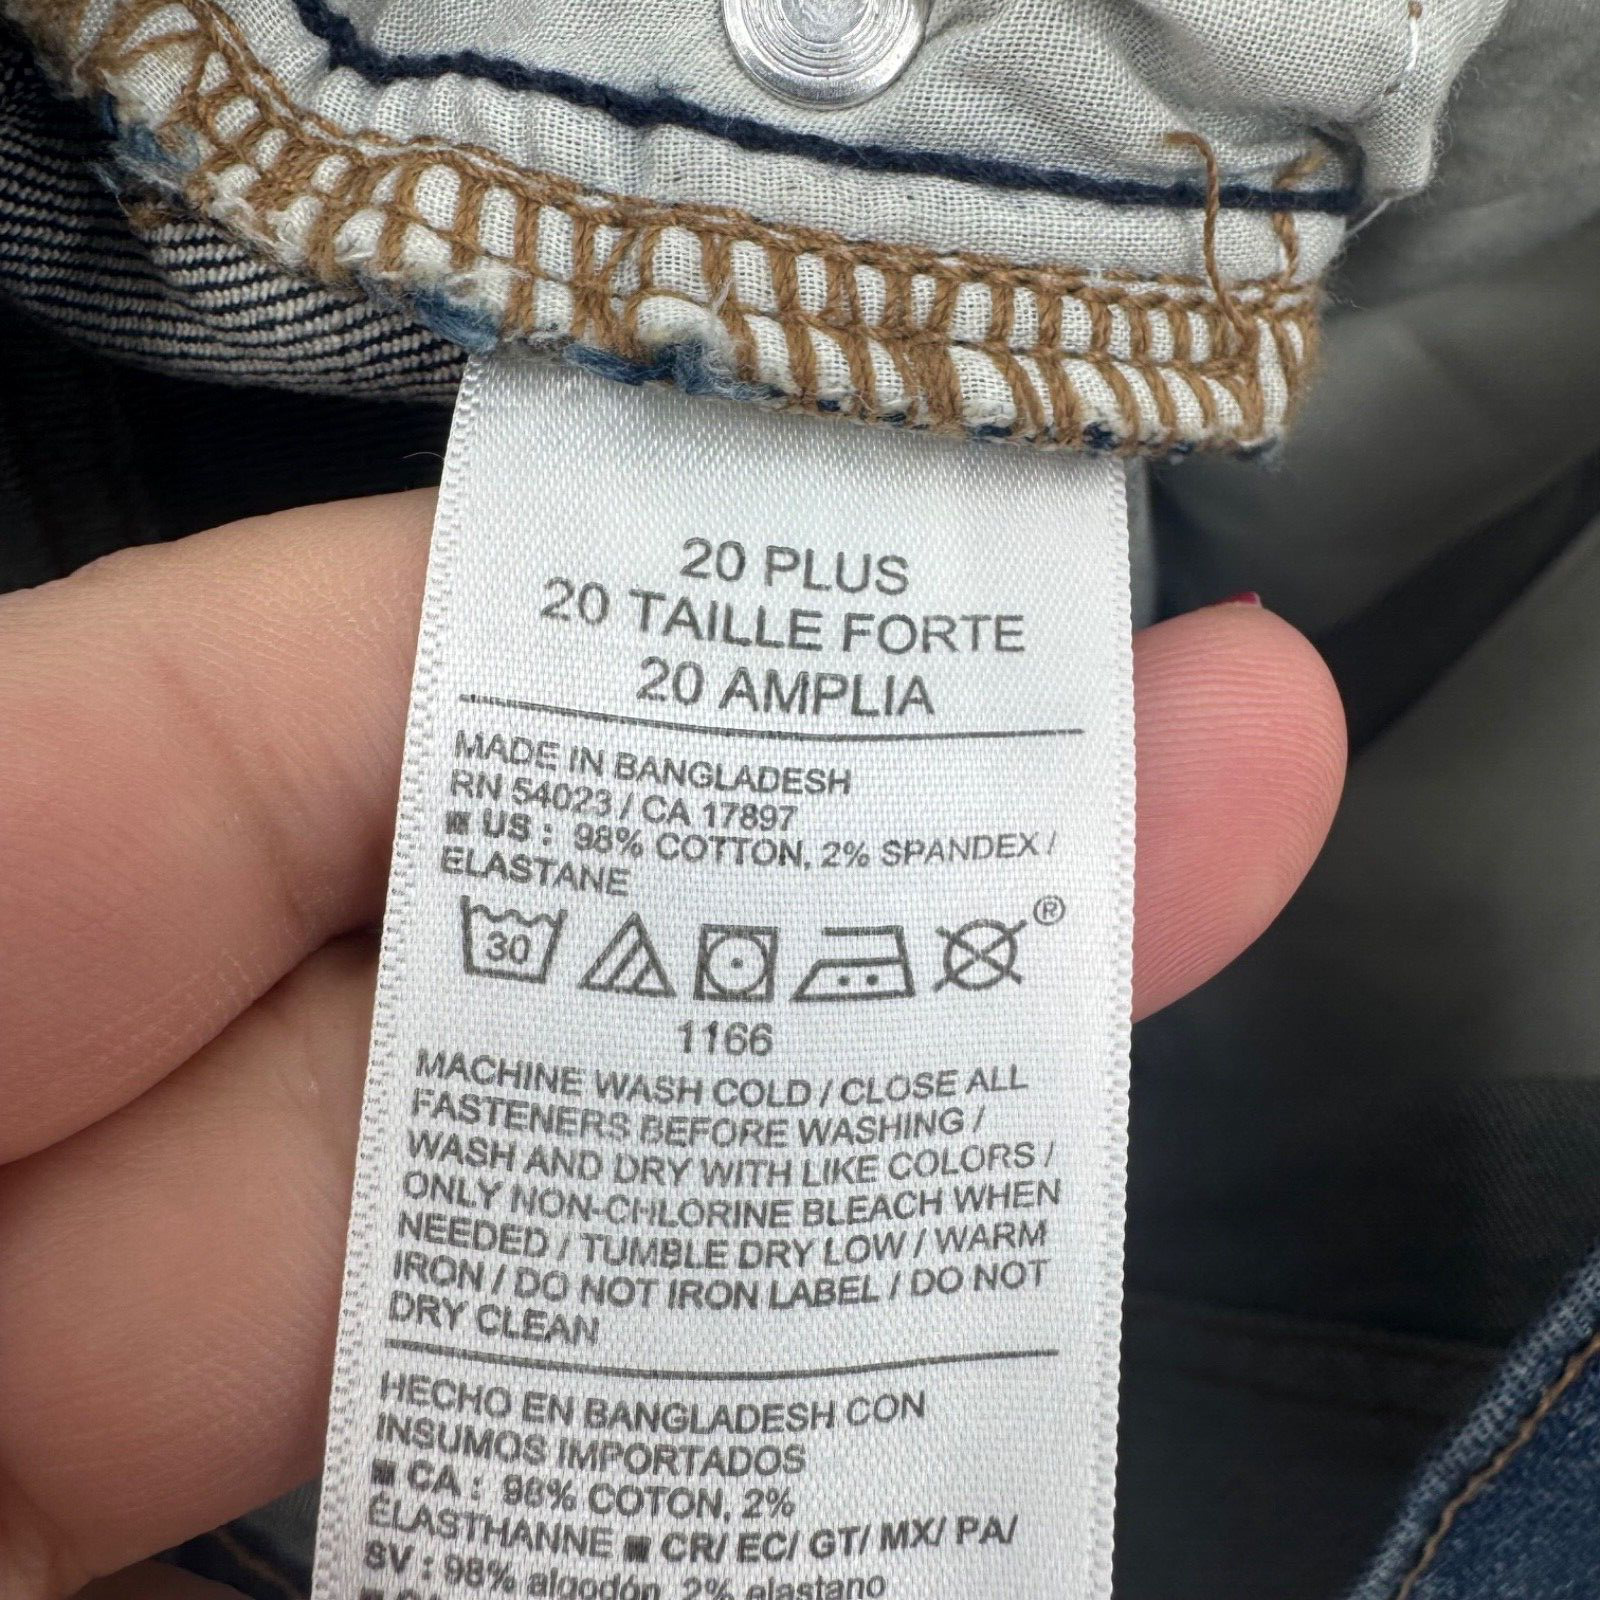 20 PLUS
20 TAILLE FORTE
20 AMPLIA
MADE IN BANGLADESH
RN 54023 / CA 17897
US : 98% COTTON, 2% SPANDEX /
ELASTANE
30
®
1166
MACHINE WASH COLD / CLOSE ALL
FASTENERS BEFORE WASHING /
WASH AND DRY WITH LIKE COLORS /
ONLY NON-CHLORINE BLEACH WHEN
NEEDED / TUMBLE DRY LOW / WARM
IRON / DO NOT IRON LABEL / DO NOT
DRY CLEAN
HECHO EN BANGLADESH CON
INSUMOS IMPORTADOS
CA : 98% COTON, 2%
ÉLASTHANNE ■ CR/ EC/ GT/ MX/ PA/
SV : 98% algodón, 2% elastano